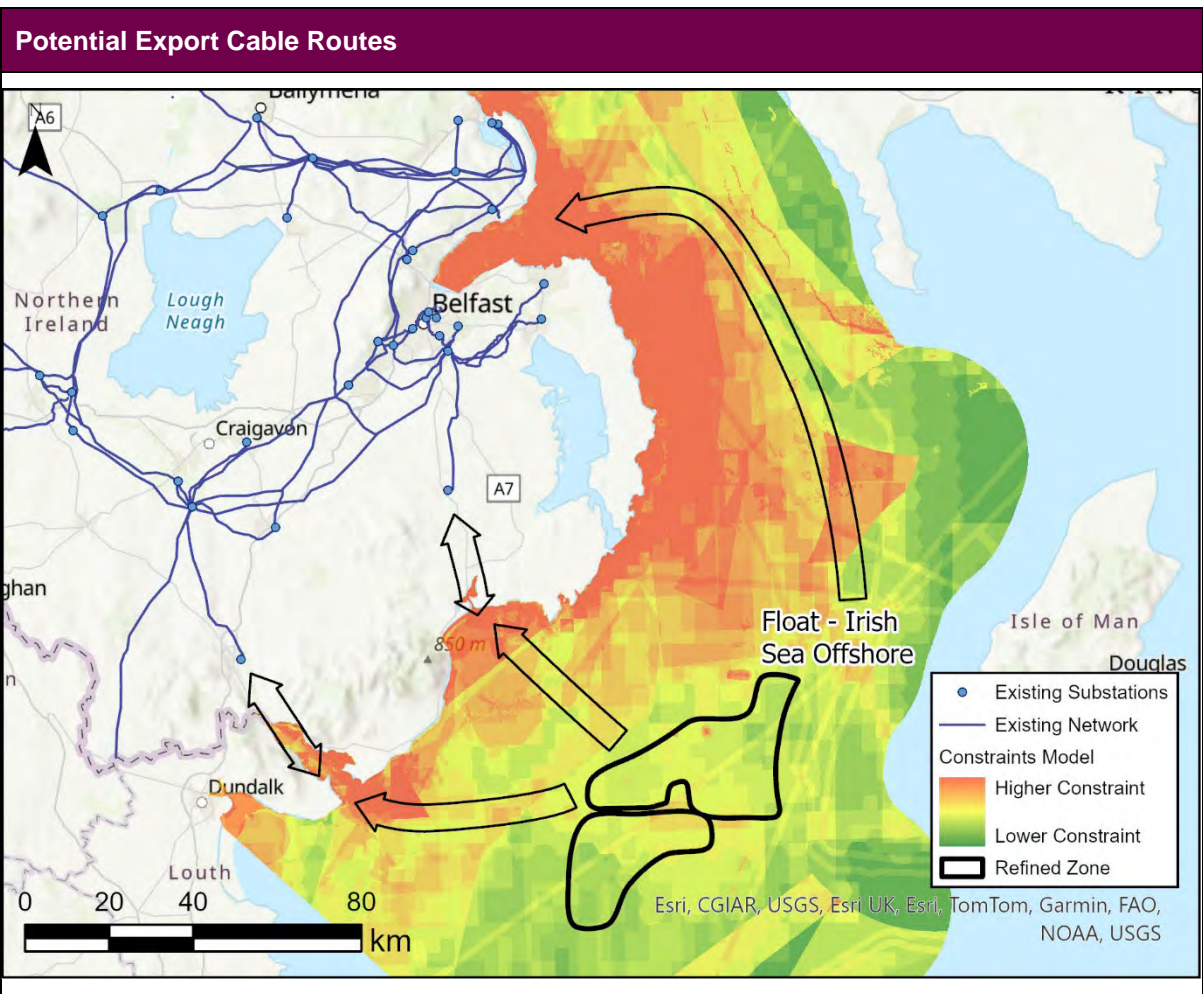 Potential Export Cable Routes
Ballymena
N
A6
Northern
Ireland
Lough
Neagh
Belfast
Craigavon
A7
ghan
n
850 m
Float - Irish
Sea Offshore
Isle of Man
Douglas
Dundalk
Louth
Existing Substations
Existing Network
Constraints Model
Higher Constraint
Lower Constraint
Refined Zone
0 20 40 80
km
Esri, CGIAR, USGS, Esri UK, Esri, TomTom, Garmin, FAO,
NOAA, USGS